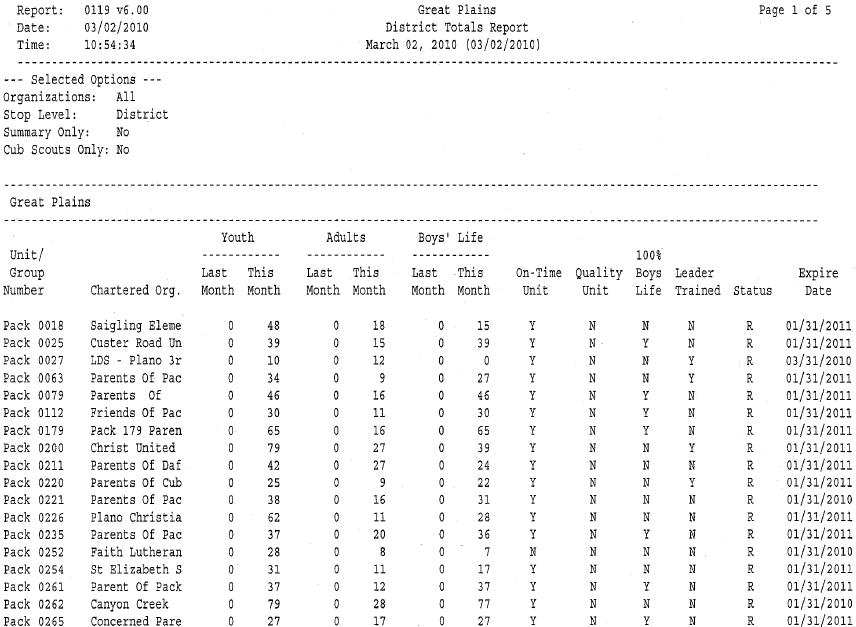 Report: 0119 v6.00 Great Plains Page 1 of 5
Date: 03/02/2010 District Totals Report
Time: 10:54:34 March 02, 2010 (03/02/2010)
--- Selected Options ---
Organizations: All
Stop Level: District
Summary Only: No
Cub Scouts Only: No
Great Plains
Youth Adults Boys' Life
Unit/ 100%
Group Last This Last This Last This On-Time Quality Boys Leader Expire
Number Chartered Org. Month Month Month Month Month Month Unit Unit Life Trained Status Date
Pack 0018 Saigling Eleme 0 48 0 18 0 15 Y N N N R 01/31/2011
Pack 0025 Custer Road Un 0 39 0 15 0 39 Y N Y N R 01/31/2011
Pack 0027 LDS - Plano 3r 0 10 0 12 0 0 Y N N Y R 03/31/2010
Pack 0063 Parents Of Pac 0 34 0 9 0 27 Y N N Y R 01/31/2011
Pack 0079 Parents Of 0 46 0 16 0 46 Y N Y N R 01/31/2011
Pack 0112 Friends Of Pac 0 30 0 11 0 30 Y N Y N R 01/31/2011
Pack 0179 Pack 179 Paren 0 65 0 16 0 65 Y N Y N R 01/31/2011
Pack 0200 Christ United 0 79 0 27 0 39 Y N N Y R 01/31/2011
Pack 0211 Parents Of Daf 0 42 0 27 0 24 Y N N N R 01/31/2011
Pack 0220 Parents Of Cub 0 25 0 9 0 22 Y N N Y R 01/31/2011
Pack 0221 Parents Of Pac 0 38 0 16 0 31 Y N N N R 01/31/2010
Pack 0226 Plano Christia 0 62 0 11 0 28 Y N N N R 01/31/2011
Pack 0235 Parents Of Pac 0 37 0 20 0 36 Y N Y N R 01/31/2011
Pack 0252 Faith Lutheran 0 28 0 8 0 7 N N N N R 01/31/2010
Pack 0254 St Elizabeth S 0 31 0 11 0 17 Y N N N R 01/31/2011
Pack 0261 Parent Of Pack 0 37 0 12 0 37 Y N Y N R 01/31/2011
Pack 0262 Canyon Creek 0 79 0 28 0 77 Y N N N R 01/31/2010
Pack 0265 Concerned Pare 0 27 0 17 0 27 Y N Y N R 01/31/2011